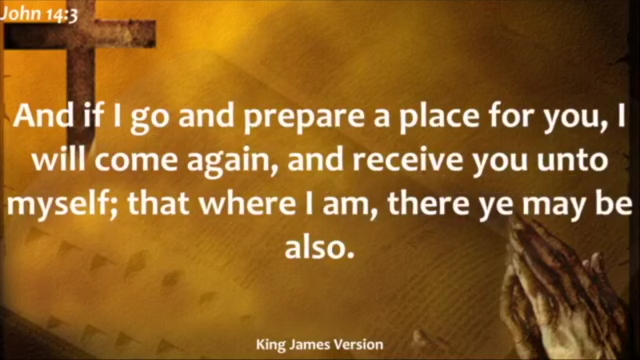 John 14:3
And if I go and prepare a place for you, I
will come again, and receive you unto
myself; that where I am, there ye may be
also.
King James Version